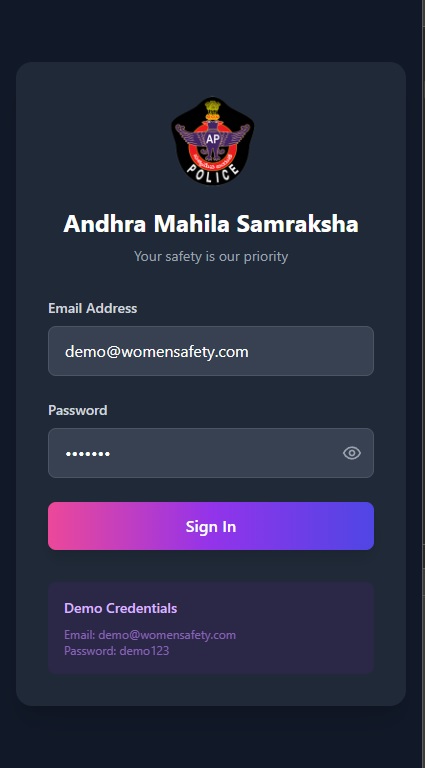 AP
POLICE
Andhra Mahila Samraksha
Your safety is our priority
Email Address
demo@womensafety.com
Password
•••••••
Sign In
Demo Credentials
Email: demo@womensafety.com
Password: demo123